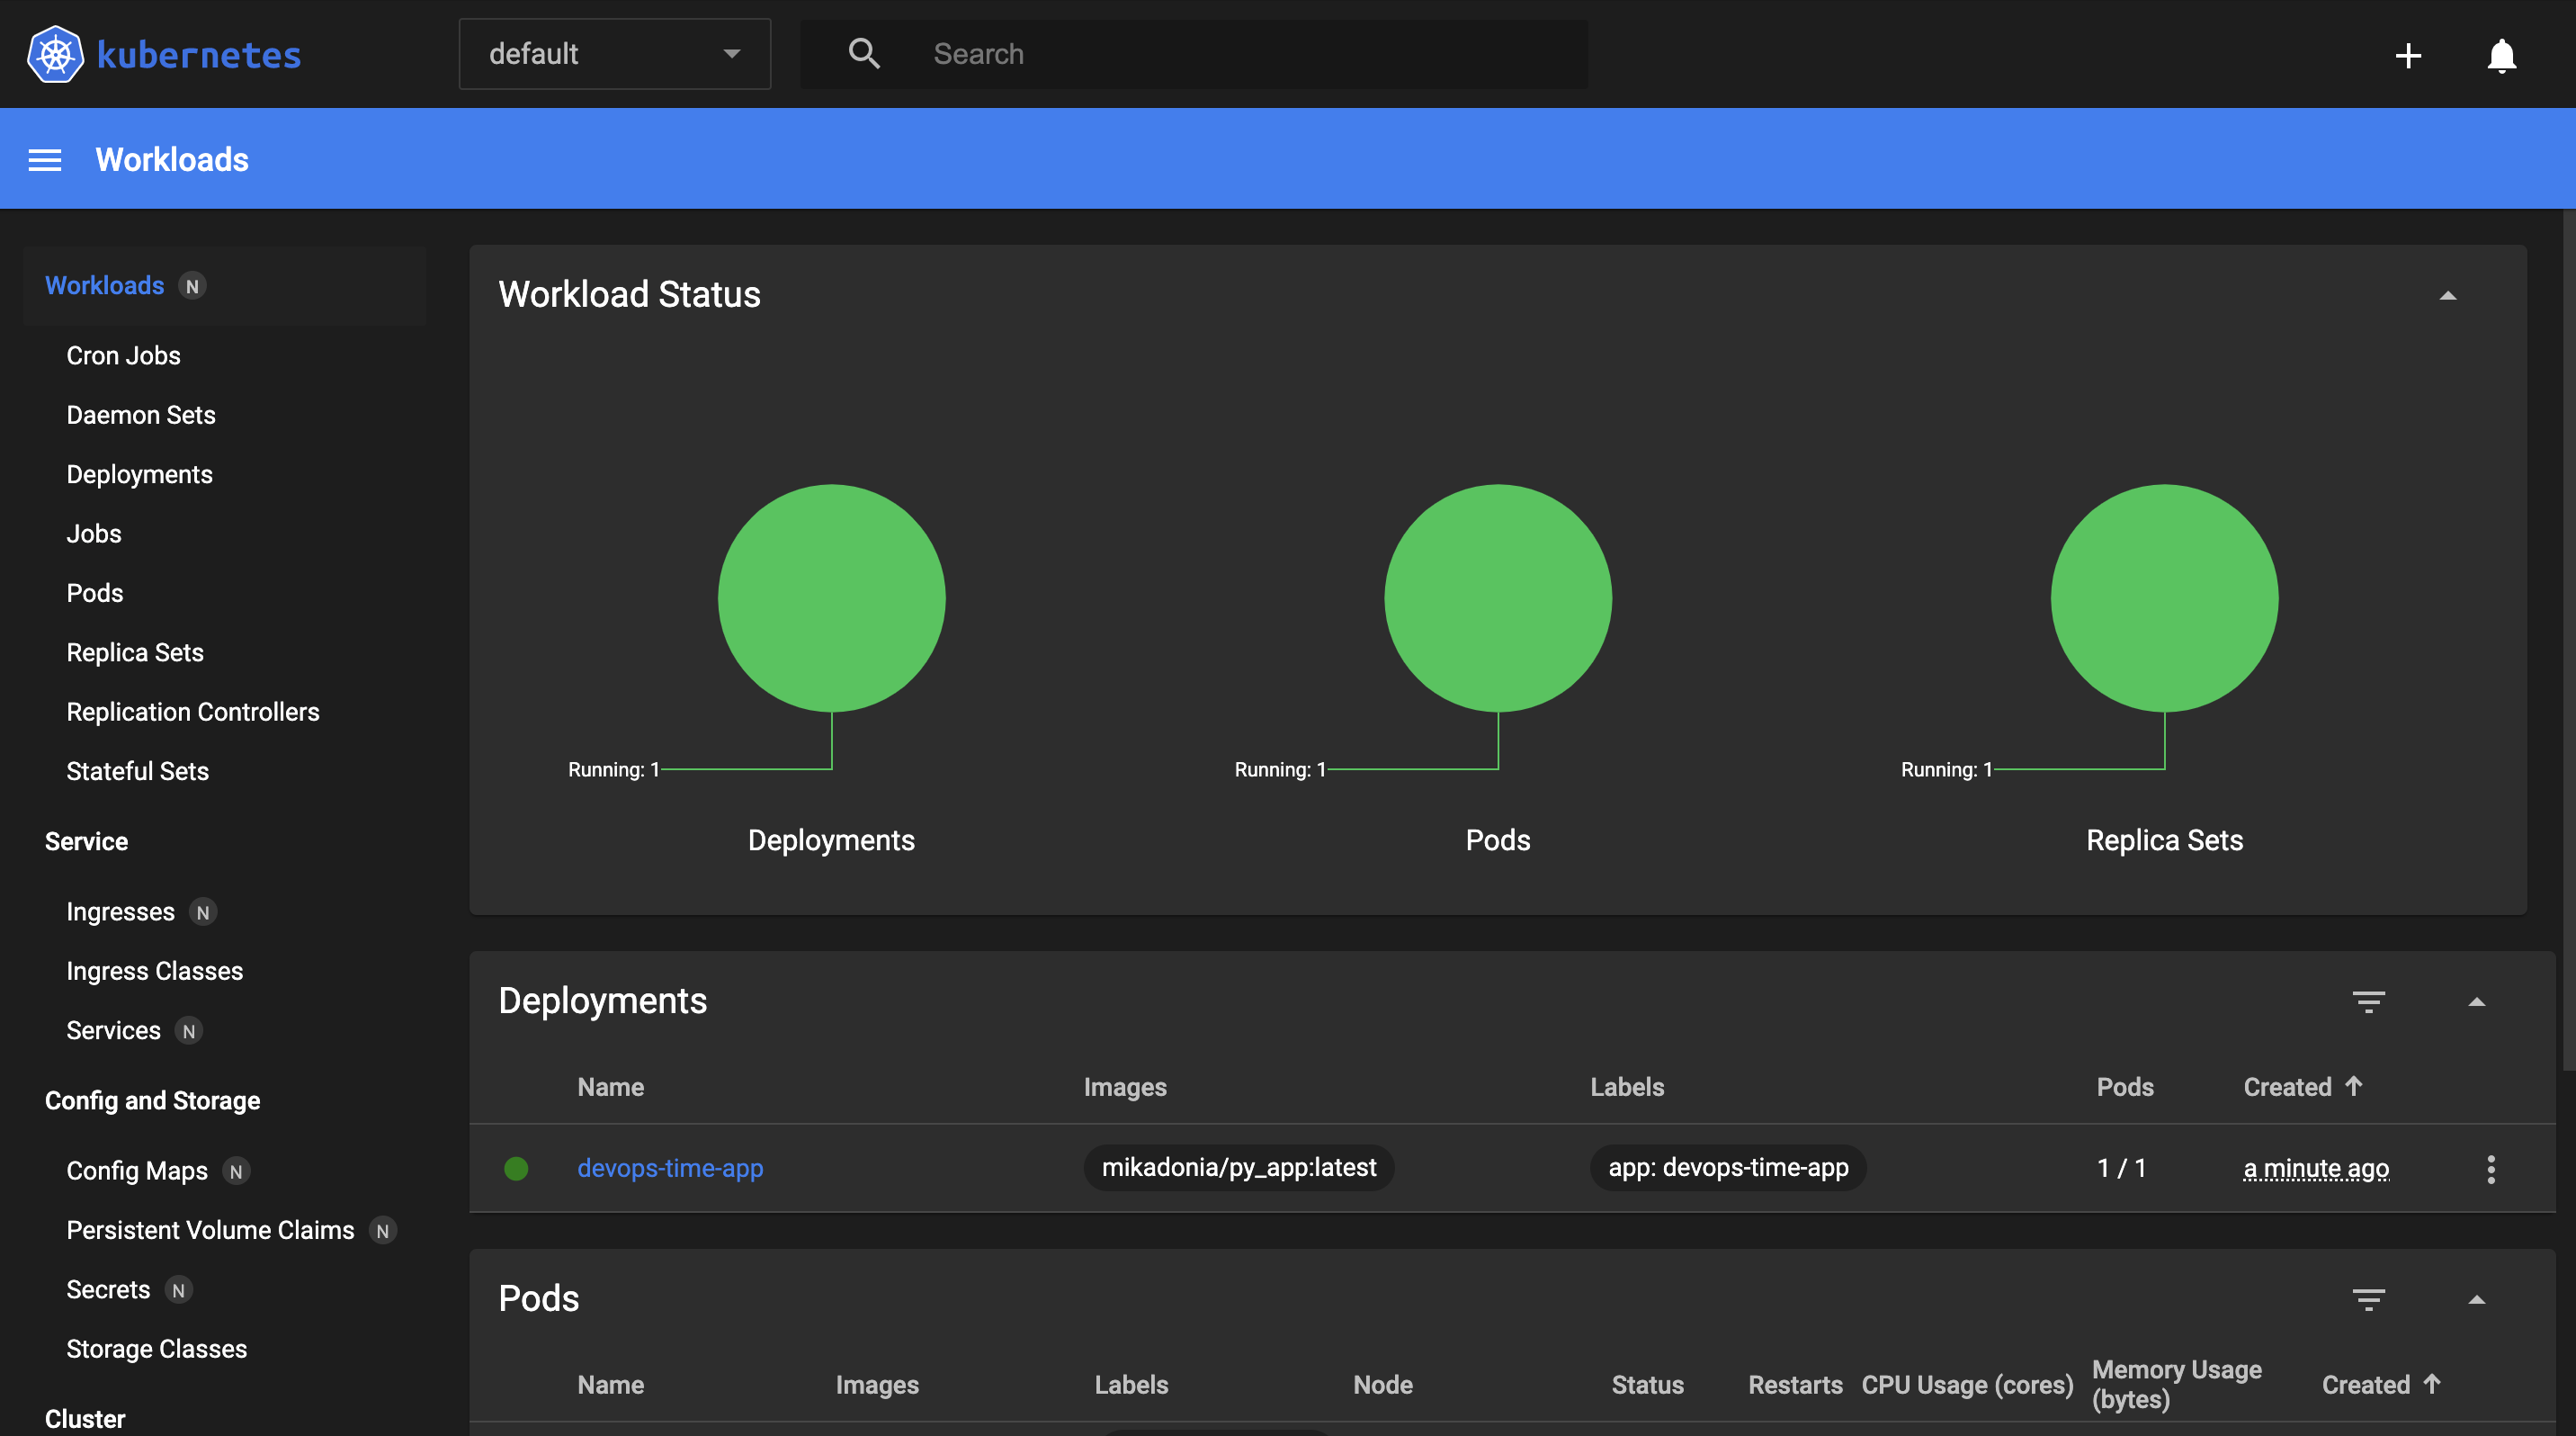 kubernetes
default
Search
Workloads
Workloads N
Cron Jobs
Daemon Sets
Deployments
Jobs
Pods
Replica Sets
Replication Controllers
Stateful Sets
Service
Ingresses N
Ingress Classes
Services N
Config and Storage
Config Maps N
Persistent Volume Claims N
Secrets N
Storage Classes
Cluster
Workload Status
Running: 1
Deployments
Running: 1
Pods
Running: 1
Replica Sets
Deployments
Name Images Labels Pods Created
devops-time-app mikadonia/py_app:latest app: devops-time-app 1 / 1 a minute ago
Pods
Name Images Labels Node Status Restarts CPU Usage (cores) Memory Usage (bytes) Created